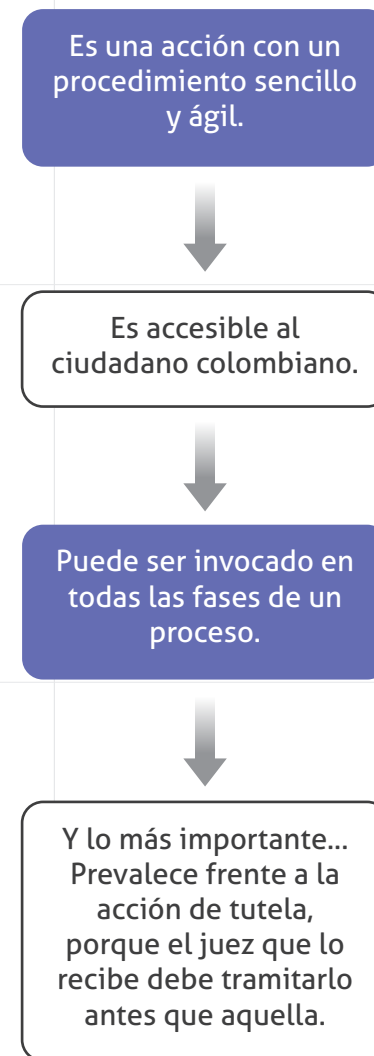 Es una acción con un
procedimiento sencillo
y ágil.
Es accesible al
ciudadano colombiano.
Puede ser invocado en
todas las fases de un
proceso.
Y lo más importante...
Prevalece frente a la
acción de tutela,
porque el juez que lo
recibe debe tramitarlo
antes que aquella.